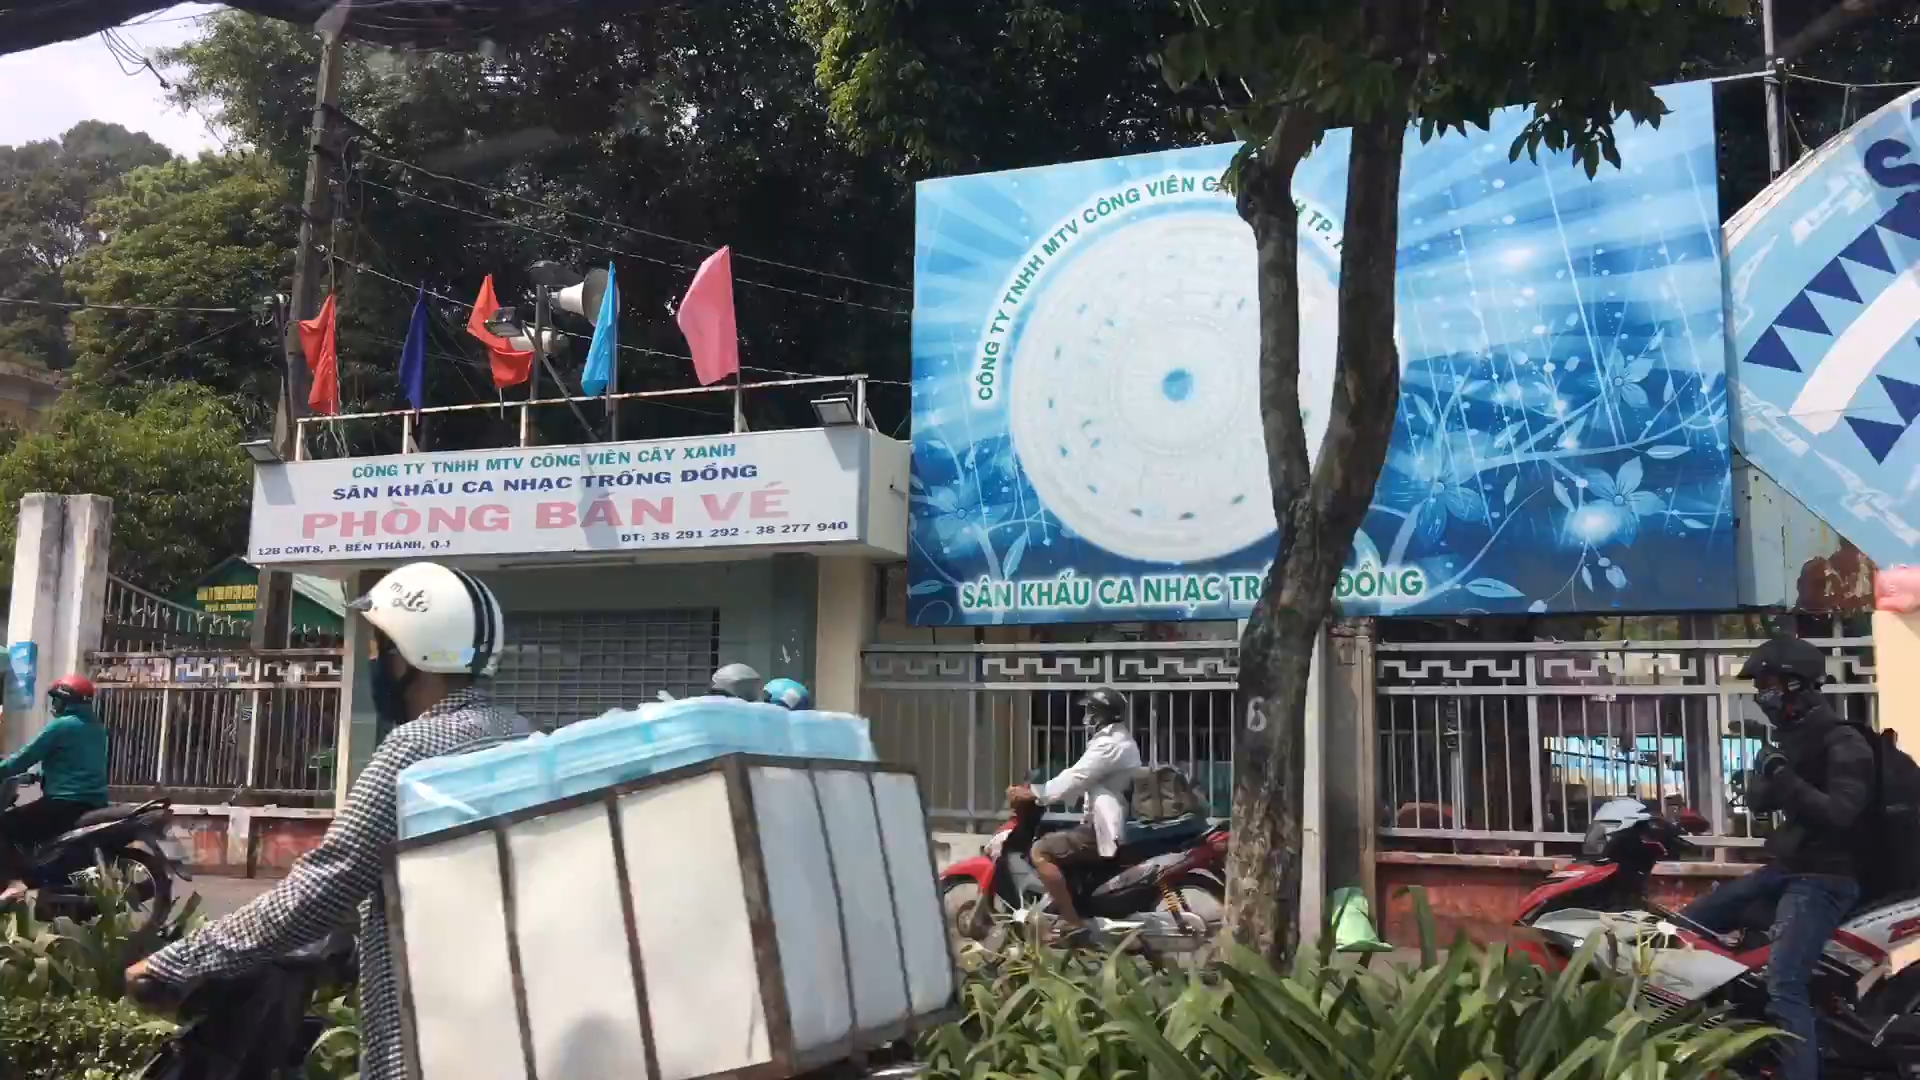 CÔNG TY TNHH MTV CÔNG VIÊN CÂY XANH
SÂN KHẤU CA NHẠC TRỐNG ĐỒNG
PHÒNG BÁN VÉ
12B CMT8, P. BẾN THÀNH, Q.1
ĐT: 38 291 292 - 38 277 940
CÔNG TY TNHH MTV CÔNG VIÊN TP.
SÂN KHẤU CA NHẠC ĐỒNG
S